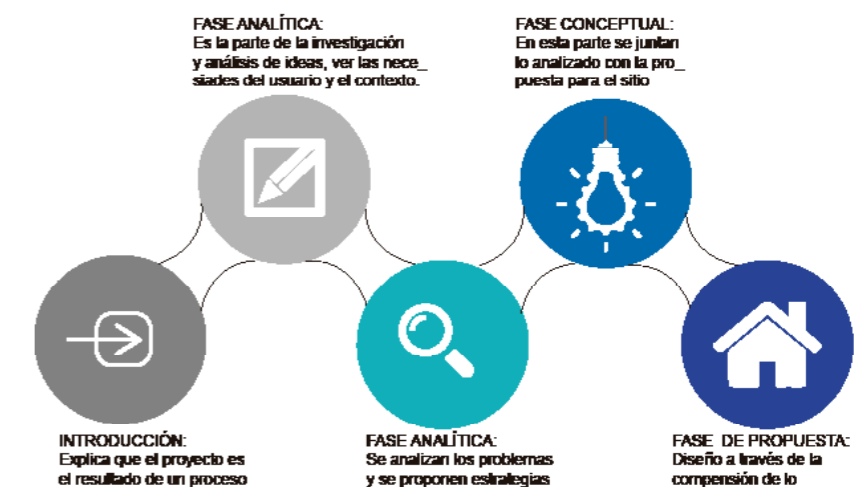 FASE ANALÍTICA:
Es la parte de la investigación
y análisis de ideas, ver las nece_
siades del usuario y el contexto.
FASE CONCEPTUAL:
En esta parte se juntan
lo analizado con la pro_
puesta para el sitio
INTRODUCCIÓN:
Explica que el proyecto es
el resultado de un proceso
FASE ANALÍTICA:
Se analizan los problemas
y se proponen estrategias
FASE DE PROPUESTA:
Diseño a través de la
compensión de lo